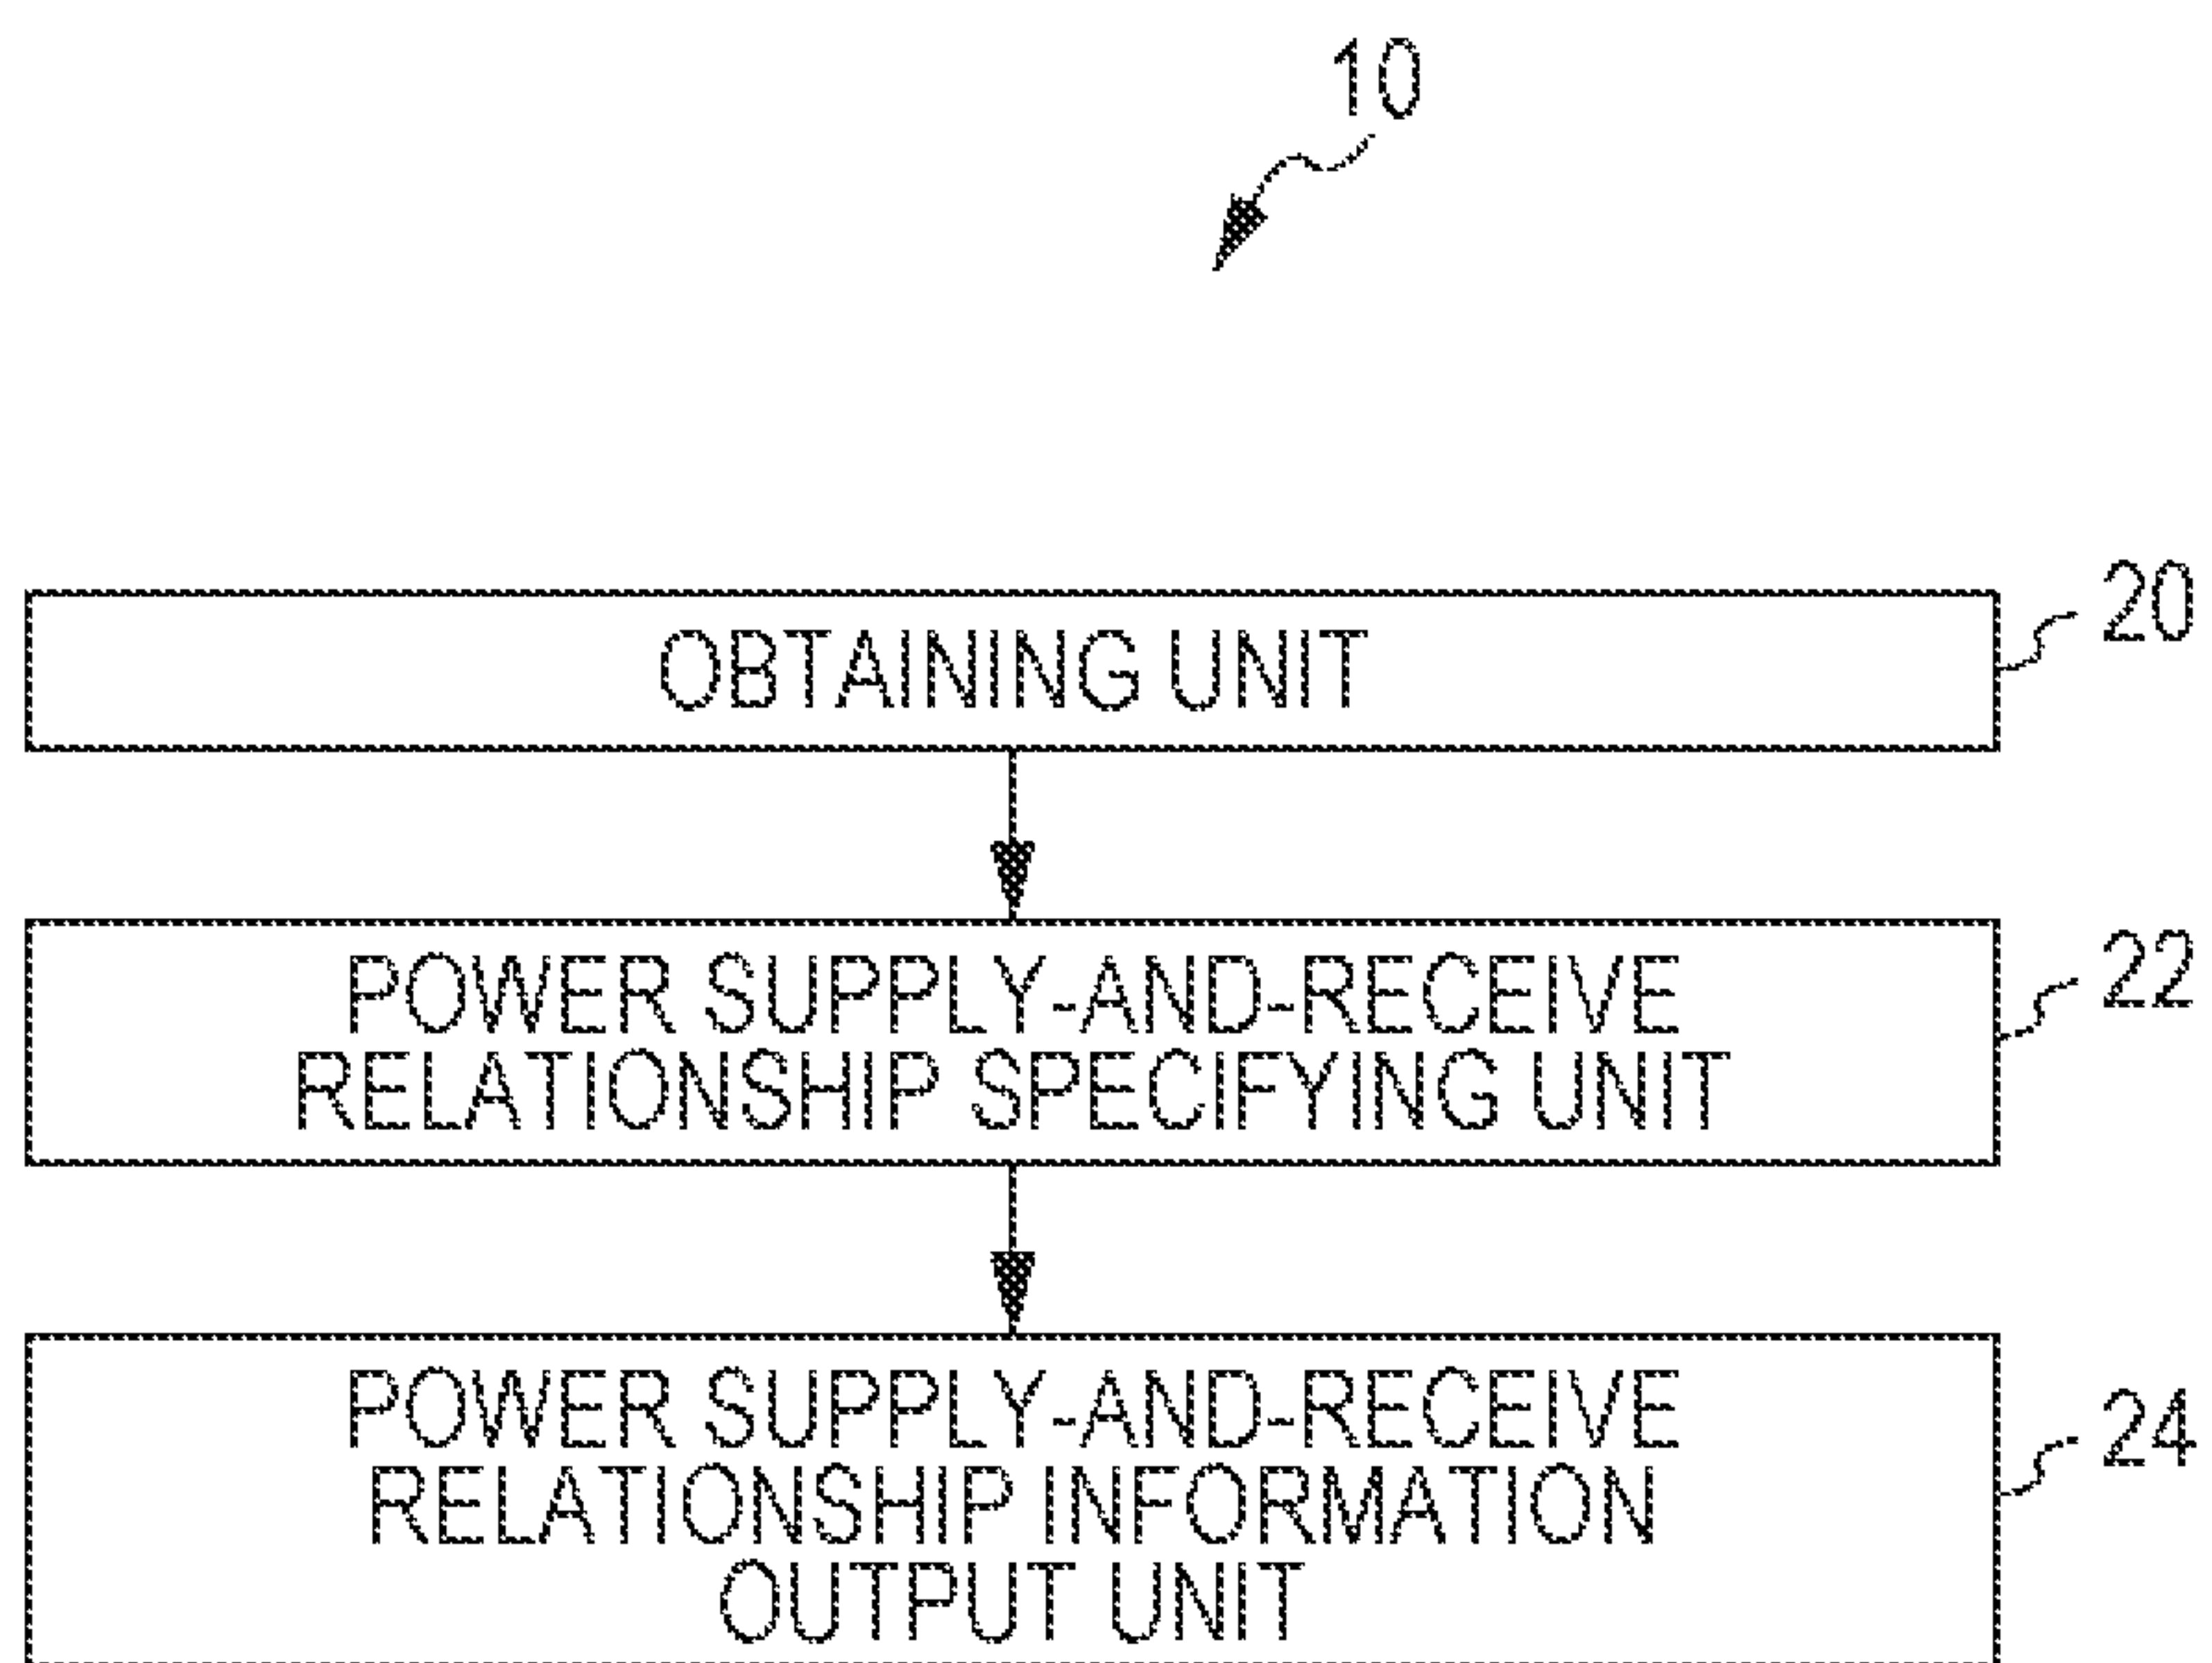 10
OBTAINING UNIT
20
POWER SUPPLY-AND-RECEIVE
RELATIONSHIP SPECIFYING UNIT
22
POWER SUPPLY-AND-RECEIVE
RELATIONSHIP INFORMATION
OUTPUT UNIT
24